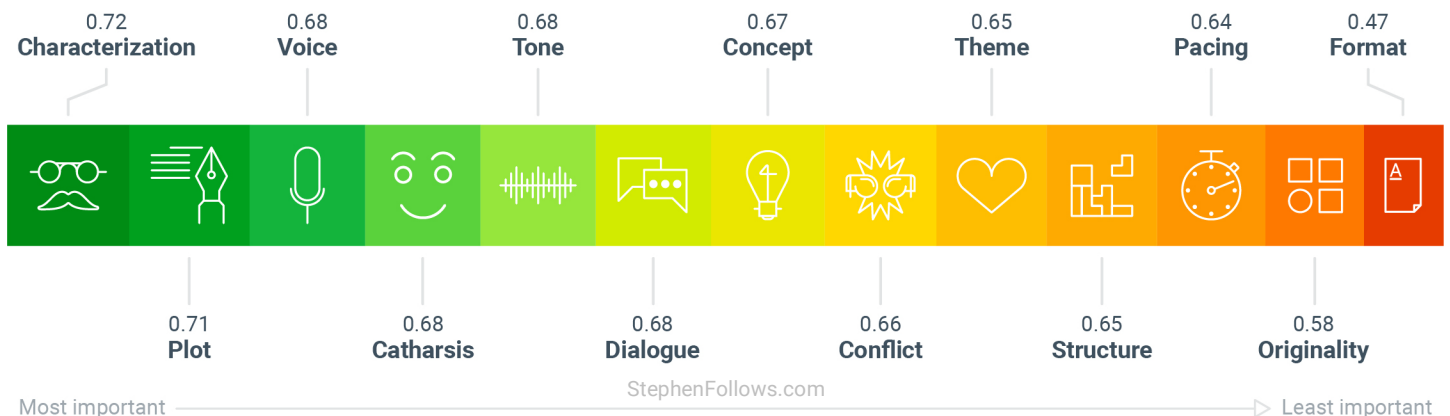 0.72
Characterization
0.68
Voice
0.68
Tone
0.67
Concept
0.65
Theme
0.64
Pacing
0.47
Format
A
0.71
Plot
0.68
Catharsis
0.68
Dialogue
0.66
Conflict
0.65
Structure
0.58
Originality
StephenFollows.com
Most important
Least important